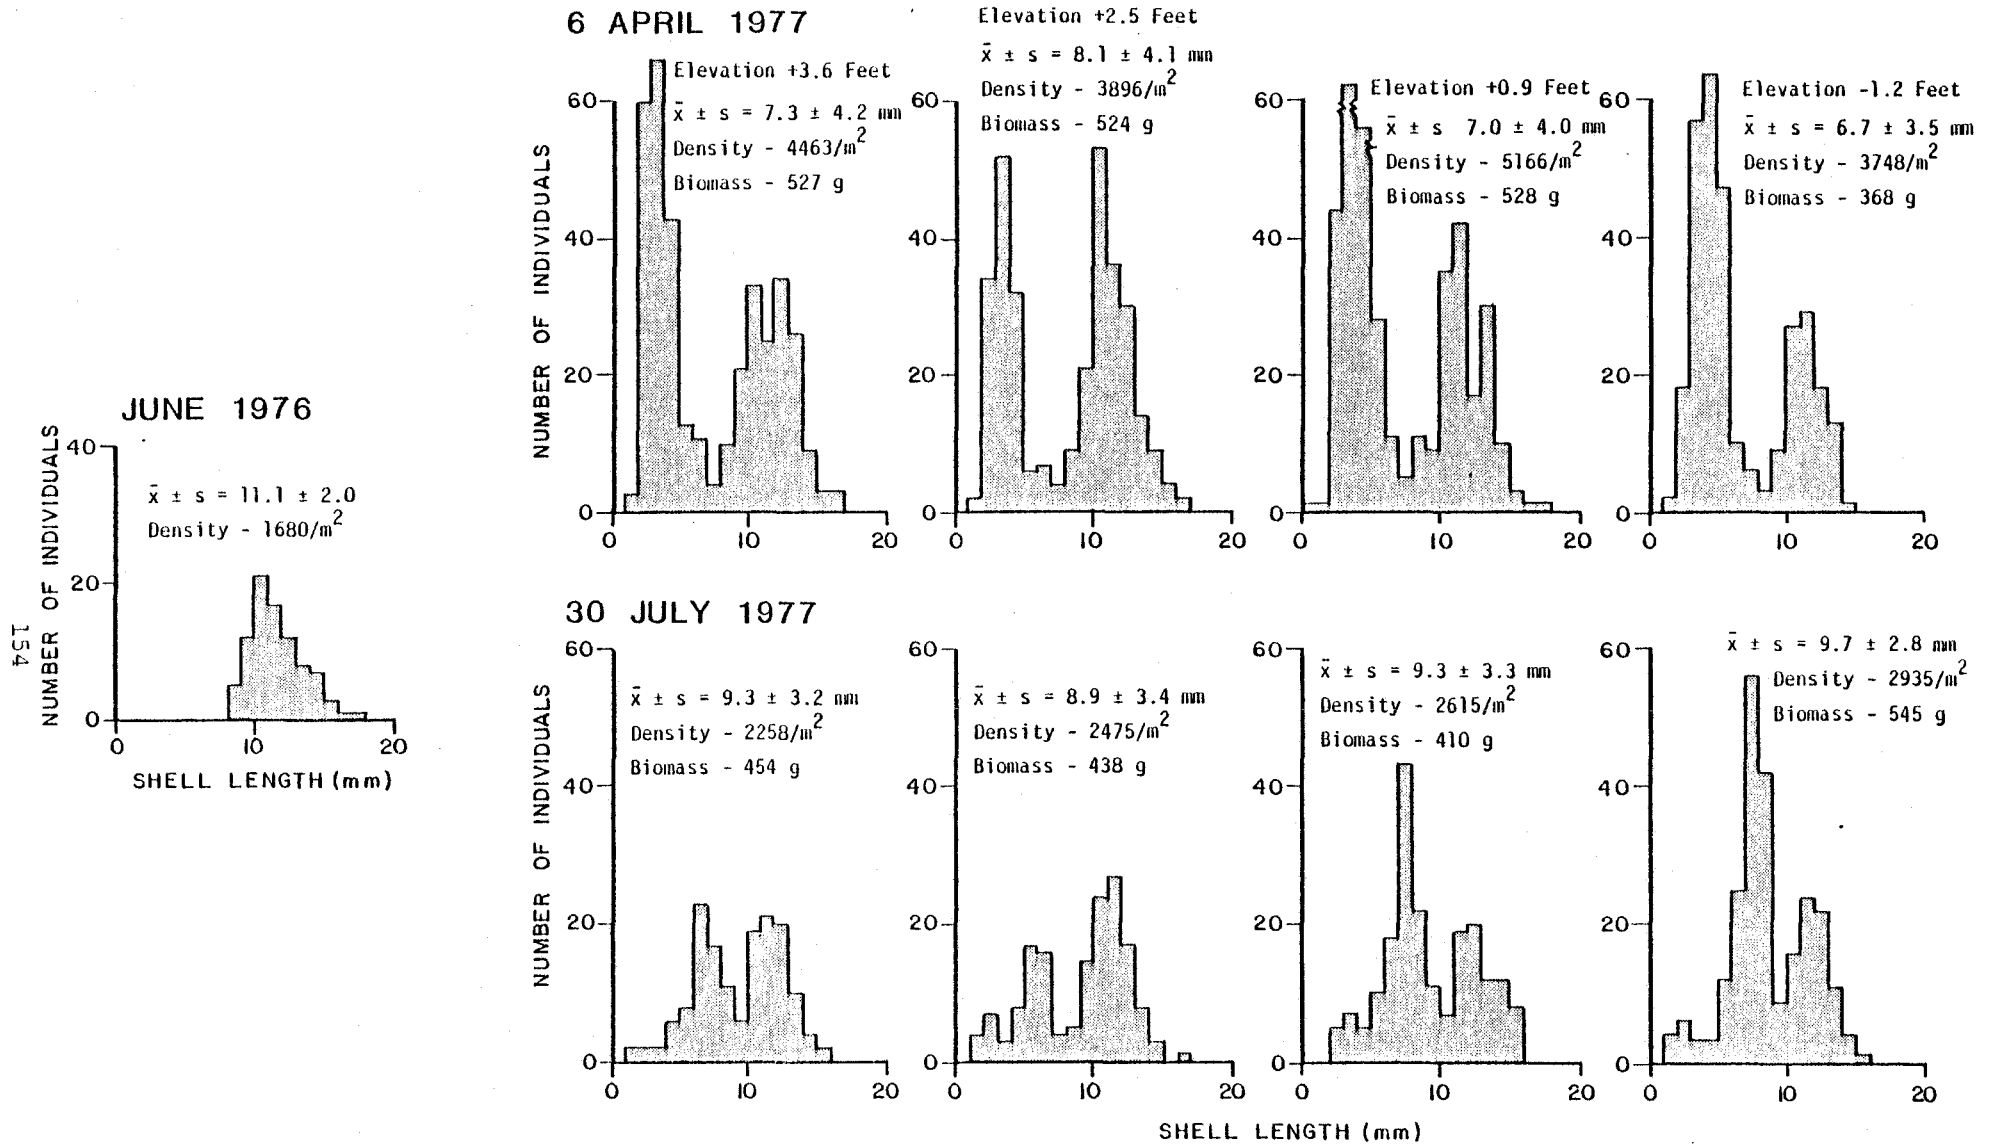 6 APRIL 1977
Elevation +3.6 Feet
x̄ ± s = 7.3 ± 4.2 mm
Density - 4463/m²
Biomass - 527 g
NUMBER OF INDIVIDUALS
60
40
20
0
0 10 20
Elevation +2.5 Feet
x̄ ± s = 8.1 ± 4.1 mm
Density - 3896/m²
Biomass - 524 g
60
40
20
0
0 10 20
Elevation +0.9 Feet
x̄ ± s 7.0 ± 4.0 mm
Density - 5166/m²
Biomass - 528 g
60
40
20
0
0 10 20
Elevation -1.2 Feet
x̄ ± s = 6.7 ± 3.5 mm
Density - 3748/m²
Biomass - 368 g
60
40
20
0
0 10 20
JUNE 1976
x̄ ± s = 11.1 ± 2.0
Density - 1680/m²
NUMBER OF INDIVIDUALS
40
20
0
0 10 20
SHELL LENGTH (mm)
154
30 JULY 1977
x̄ ± s = 9.3 ± 3.2 mm
Density - 2258/m²
Biomass - 454 g
NUMBER OF INDIVIDUALS
60
40
20
0
0 10 20
x̄ ± s = 8.9 ± 3.4 mm
Density - 2475/m²
Biomass - 438 g
60
40
20
0
0 10 20
x̄ ± s = 9.3 ± 3.3 mm
Density - 2615/m²
Biomass - 410 g
60
40
20
0
0 10 20
x̄ ± s = 9.7 ± 2.8 mm
Density - 2935/m²
Biomass - 545 g
60
40
20
0
0 10 20
SHELL LENGTH (mm)